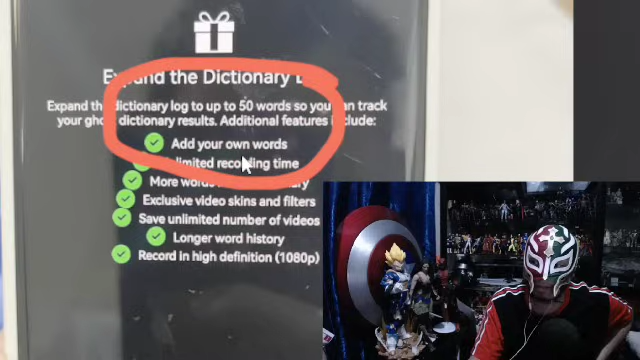 the Dictionary
Expand the dictionary log to up to 50 words so you can track
your dictionary results. Additional features include:
Add your own words
recording time
More words
Exclusive video skins and filters
Save unlimited number of videos
Longer word history
Record in high definition (1080p)